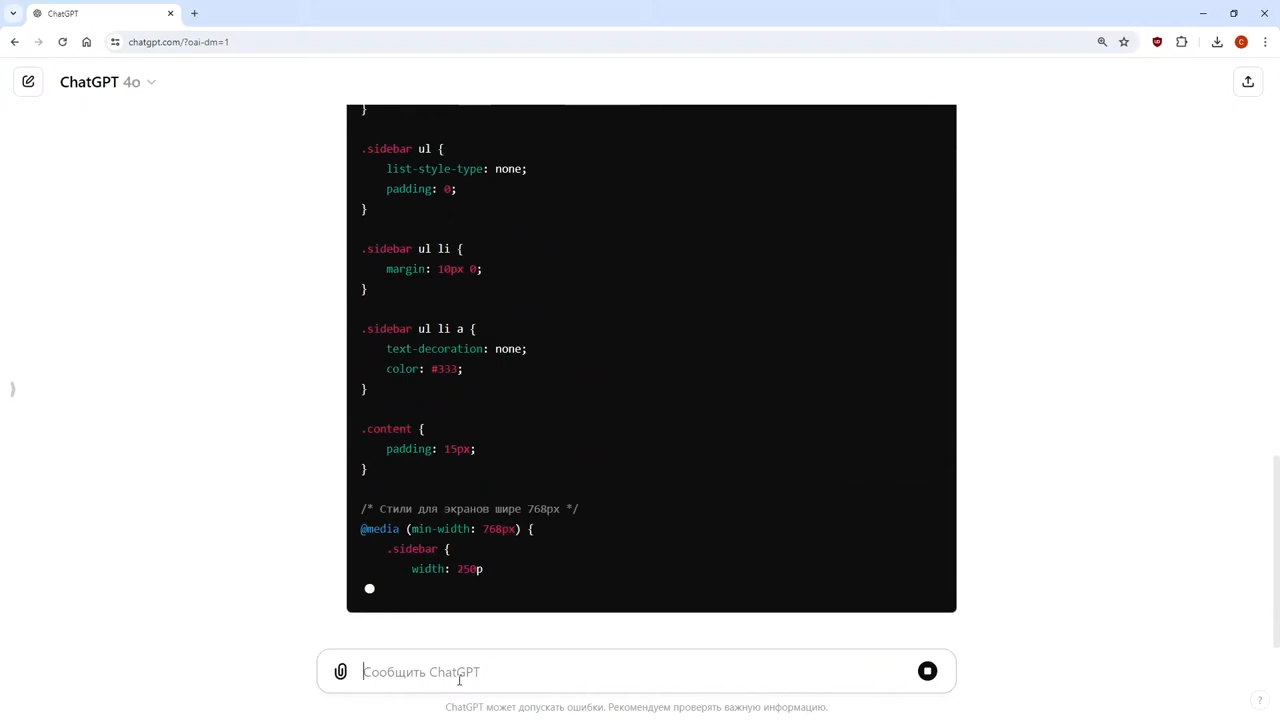 ChatGPT
chatgpt.com/?oai-dm=1
ChatGPT 4o
}
.sidebar ul {
list-style-type: none;
padding: 0;
}
.sidebar ul li {
margin: 10px 0;
}
.sidebar ul li a {
text-decoration: none;
color: #333;
}
.content {
padding: 15px;
}
/* Стили для экранов шире 768px */
@media (min-width: 768px) {
.sidebar {
width: 250p
Сообщить ChatGPT
ChatGPT может допускать ошибки. Рекомендуем проверять важную информацию.
?